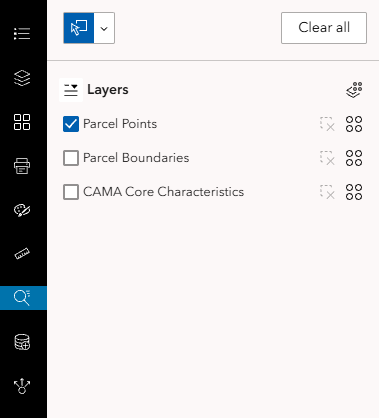 Clear all
Layers
Parcel Points
Parcel Boundaries
CAMA Core Characteristics